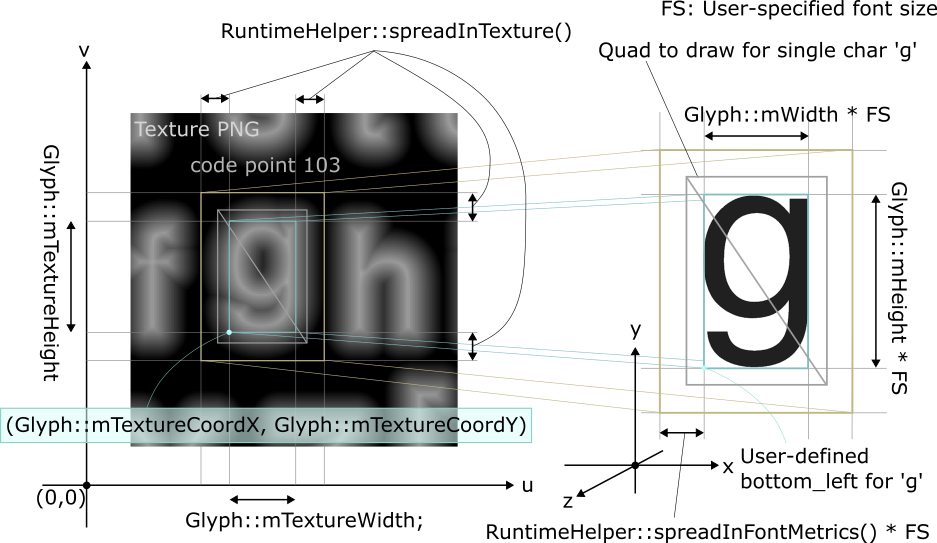 FS: User-specified font size
RuntimeHelper::spreadInTexture()
v
Quad to draw for single char 'g'
Glyph::mWidth * FS
Texture PNG
code point 103
Glyph::mTextureHeight
Glyph::mHeight * FS
f g h
g
y
(Glyph::mTextureCoordX, Glyph::mTextureCoordY)
User-defined
bottom_left for 'g'
x
z
(0,0)
u
Glyph::mTextureWidth;
RuntimeHelper::spreadInFontMetrics() * FS